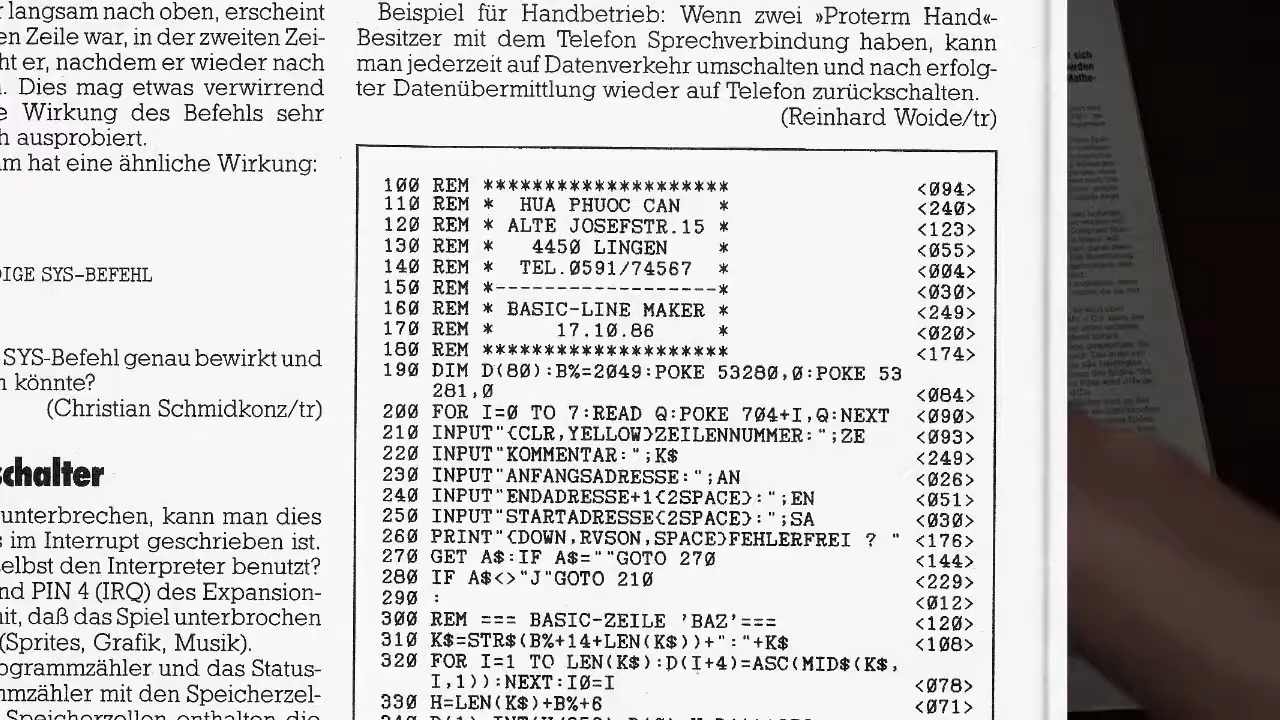 langsam nach oben, erscheint
en Zeile war, in der zweiten Zei-
ht er, nachdem er wieder nach
. Dies mag etwas verwirrend
e Wirkung des Befehls sehr
h ausprobiert.
m hat eine ähnliche Wirkung:
DIGE SYS-BEFEHL
SYS-Befehl genau bewirkt und
n könnte?
(Christian Schmidkonz/tr)
schalter
unterbrechen, kann man dies
s im Interrupt geschrieben ist.
elbst den Interpreter benutzt?
nd PIN 4 (IRQ) des Expansion-
it, daß das Spiel unterbrochen
(Sprites, Grafik, Musik).
ogrammzähler und das Status-
mmzähler mit den Speicherzel-
Speicherzellen enthalten die
Beispiel für Handbetrieb: Wenn zwei »Proterm Hand«-
Besitzer mit dem Telefon Sprechverbindung haben, kann
man jederzeit auf Datenverkehr umschalten und nach erfolg-
ter Datenübermittlung wieder auf Telefon zurückschalten.
(Reinhard Woide/tr)
100 REM ******************** <094>
110 REM *  HUA PHUOC CAN   * <240>
120 REM * ALTE JOSEFSTR.15 * <123>
130 REM *   4450 LINGEN    * <055>
140 REM *  TEL.0591/74567  * <004>
150 REM *------------------* <030>
160 REM * BASIC-LINE MAKER * <249>
170 REM *     17.10.86     * <020>
180 REM ******************** <174>
190 DIM D(80):B%=2049:POKE 53280,0:POKE 53
281,0 <084>
200 FOR I=0 TO 7:READ Q:POKE 704+I,Q:NEXT <090>
210 INPUT"{CLR,YELLOW}ZEILENNUMMER:";ZE <093>
220 INPUT"KOMMENTAR:";K$ <249>
230 INPUT"ANFANGSADRESSE:";AN <026>
240 INPUT"ENDADRESSE+1{2SPACE}:";EN <051>
250 INPUT"STARTADRESSE{2SPACE}:";SA <030>
260 PRINT"{DOWN,RVSON,SPACE}FEHLERFREI ? " <176>
270 GET A$:IF A$=""GOTO 270 <144>
280 IF A$<>"J"GOTO 210 <229>
290 : <012>
300 REM === BASIC-ZEILE 'BAZ'=== <120>
310 K$=STR$(B%+14+LEN(K$))+":"+K$ <108>
320 FOR I=1 TO LEN(K$):D(I+4)=ASC(MID$(K$,
I,1)):NEXT:I0=I <078>
330 H=LEN(K$)+B%+6 <071>